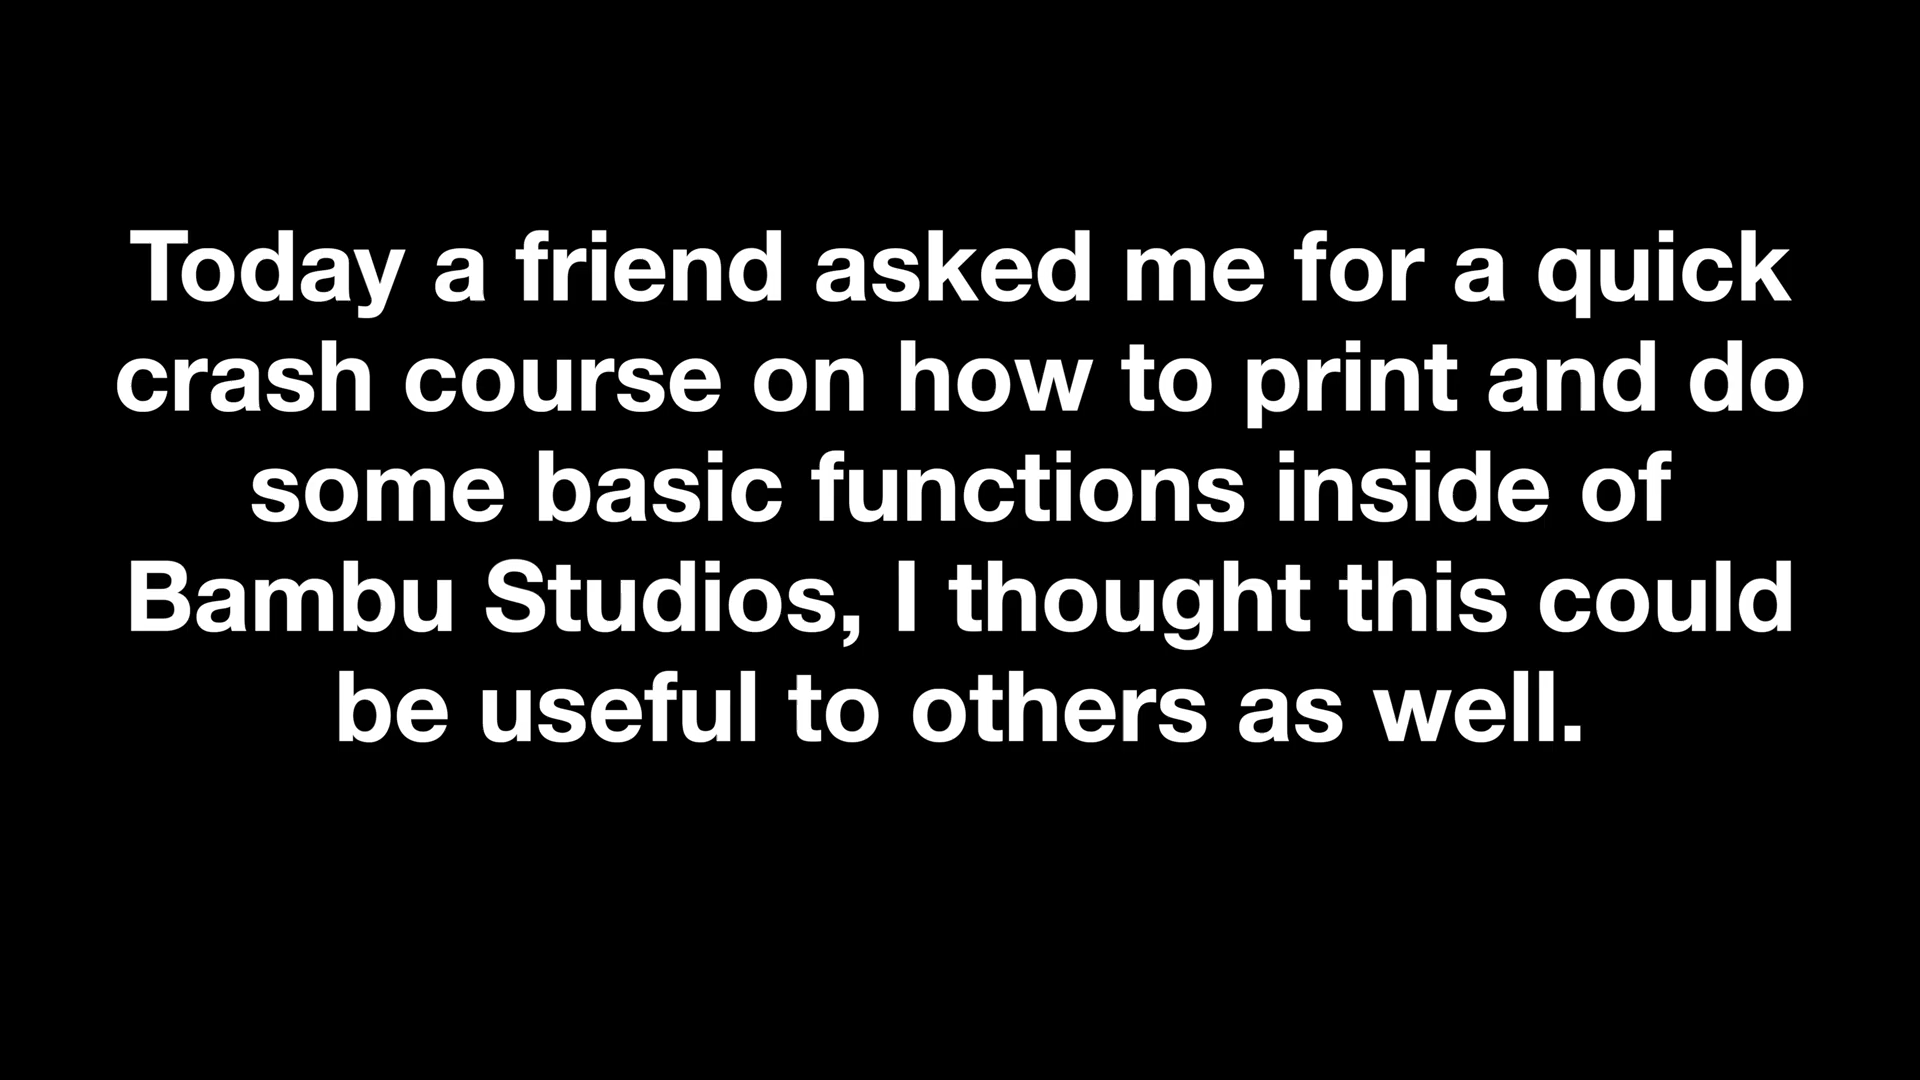 Today a friend asked me for a quick
crash course on how to print and do
some basic functions inside of
Bambu Studios,  I thought this could
be useful to others as well.